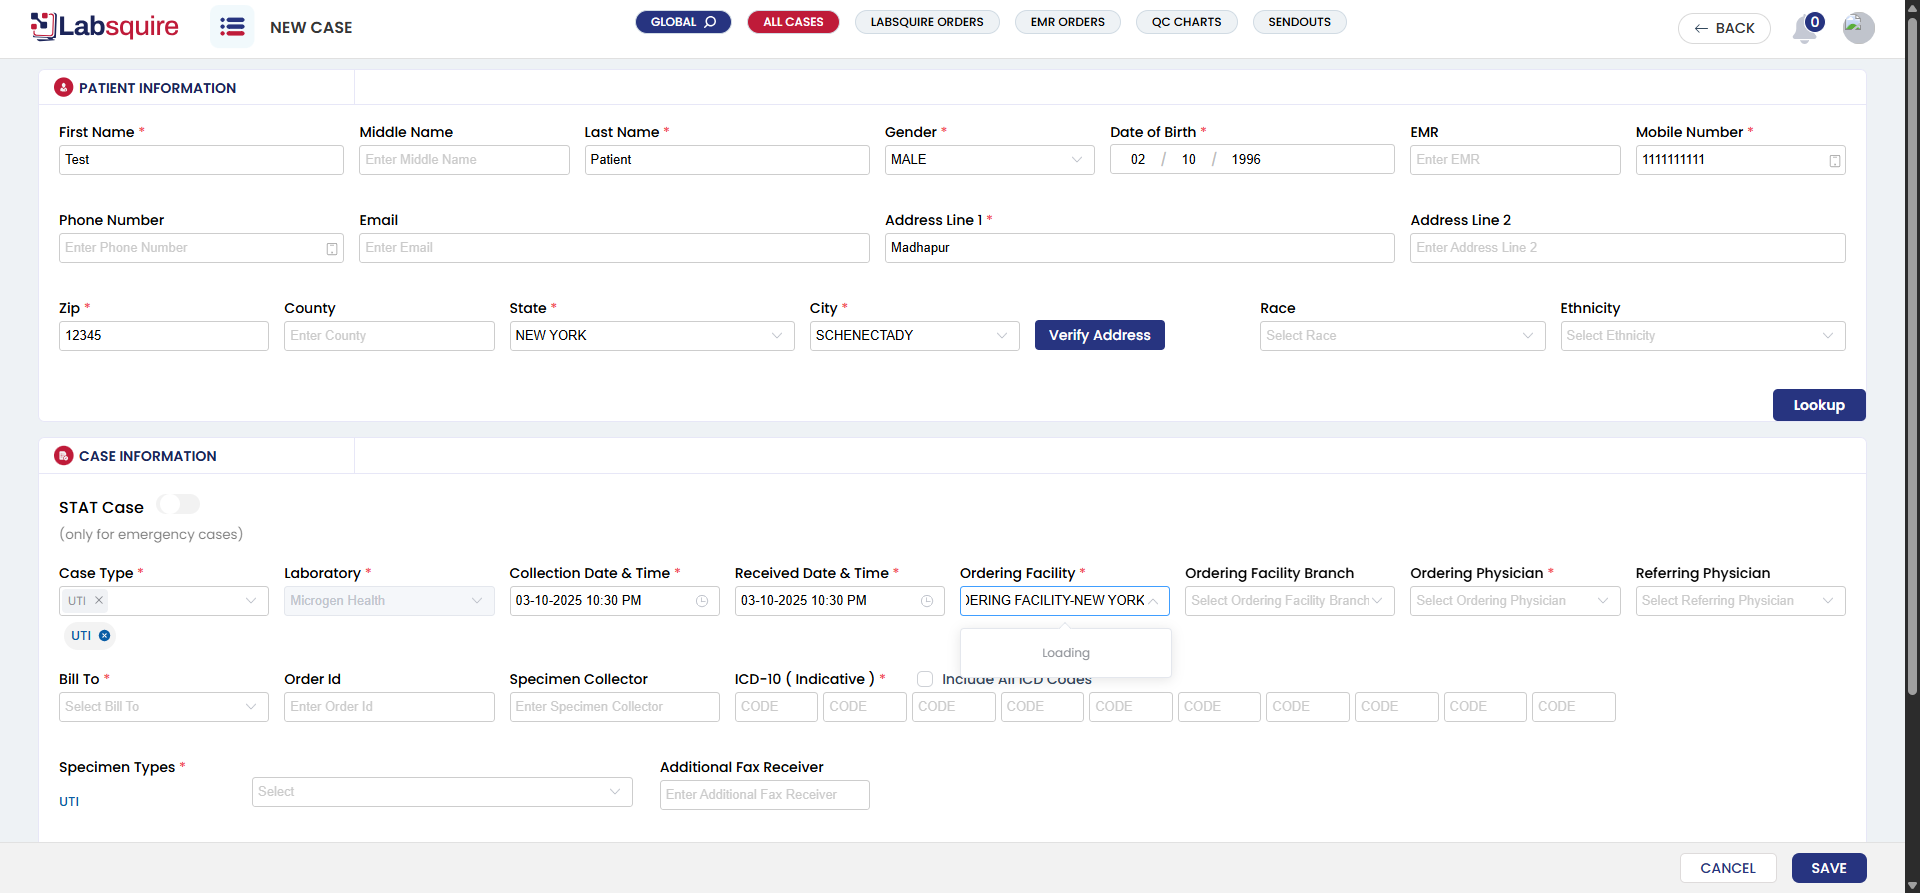 Labsquire NEW CASE GLOBAL ALL CASES LABSQUIRE ORDERS EMR ORDERS QC CHARTS SENDOUTS BACK 0
PATIENT INFORMATION
First Name * Middle Name Last Name * Gender * Date of Birth * EMR Mobile Number *
Test Enter Middle Name Patient MALE 02 / 10 / 1996 Enter EMR 1111111111
Phone Number Email Address Line 1 * Address Line 2
Enter Phone Number Enter Email Madhapur Enter Address Line 2
Zip * County State * City * Race Ethnicity
12345 Enter County NEW YORK SCHENECTADY Verify Address Select Race Select Ethnicity
Lookup
CASE INFORMATION
STAT Case
(only for emergency cases)
Case Type * Laboratory * Collection Date & Time * Received Date & Time * Ordering Facility * Ordering Facility Branch Ordering Physician * Referring Physician
UTI Microgen Health 03-10-2025 10:30 PM 03-10-2025 10:30 PM DERING FACILITY-NEW YORK Select Ordering Facility Branch Select Ordering Physician Select Referring Physician
UTI
Loading
Bill To * Order Id Specimen Collector ICD-10 ( Indicative ) * Include All ICD Codes
Select Bill To Enter Order Id Enter Specimen Collector CODE CODE CODE CODE CODE CODE CODE CODE CODE CODE
Specimen Types * Additional Fax Receiver
UTI Select Enter Additional Fax Receiver
CANCEL SAVE